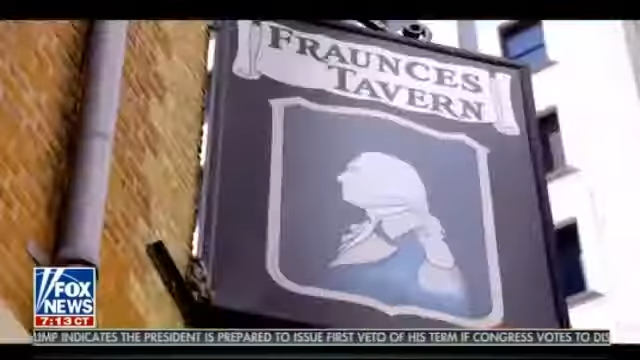 FRAUNCES
TAVERN
FOX
NEWS
7:13 CT
UMP INDICATES THE PRESIDENT IS PREPARED TO ISSUE FIRST VETO OF HIS TERM IF CONGRESS VOTES TO DIS